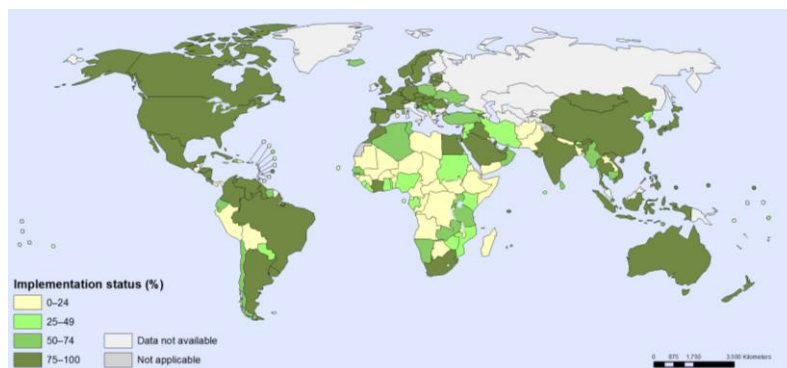 Implementation status (%)
0–24
25–49
50–74
75–100
Data not available
Not applicable
0 875 1,750 3,500 Kilometers